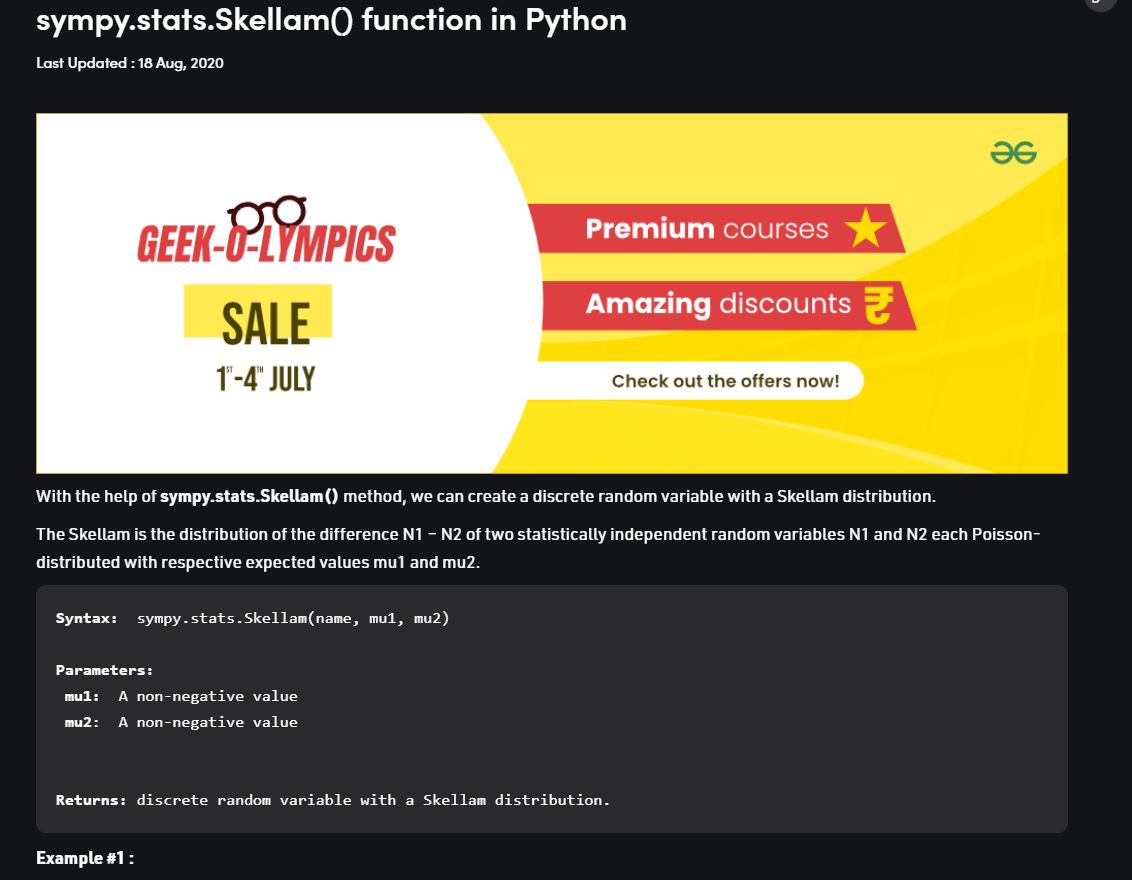 sympy.stats.Skellam() function in Python
Last Updated : 18 Aug, 2020
GEEK-O-LYMPICS
SALE
1ST-4TH JULY
Premium courses
Amazing discounts
Check out the offers now!
With the help of sympy.stats.Skellam() method, we can create a discrete random variable with a Skellam distribution.
The Skellam is the distribution of the difference N1 – N2 of two statistically independent random variables N1 and N2 each Poisson-
distributed with respective expected values mu1 and mu2.
Syntax: sympy.stats.Skellam(name, mu1, mu2)
Parameters:
mu1: A non-negative value
mu2: A non-negative value
Returns: discrete random variable with a Skellam distribution.
Example #1 :